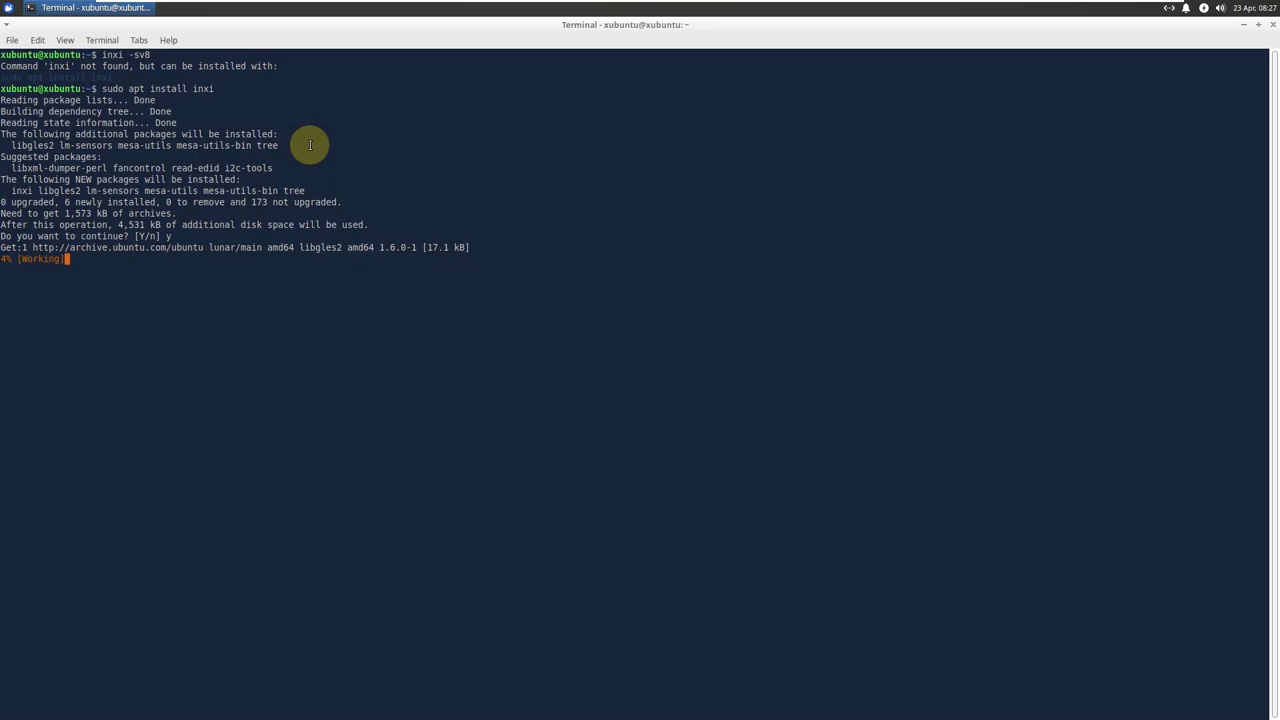 Terminal - xubuntu@xubunt...
23 Apr, 08:27
Terminal - xubuntu@xubuntu: ~
File Edit View Terminal Tabs Help
xubuntu@xubuntu:~$ inxi -sv8
Command 'inxi' not found, but can be installed with:
sudo apt install inxi
xubuntu@xubuntu:~$ sudo apt install inxi
Reading package lists... Done
Building dependency tree... Done
Reading state information... Done
The following additional packages will be installed:
libgles2 lm-sensors mesa-utils mesa-utils-bin tree
Suggested packages:
libxml-dumper-perl fancontrol read-edid i2c-tools
The following NEW packages will be installed:
inxi libgles2 lm-sensors mesa-utils mesa-utils-bin tree
0 upgraded, 6 newly installed, 0 to remove and 173 not upgraded.
Need to get 1,573 kB of archives.
After this operation, 4,531 kB of additional disk space will be used.
Do you want to continue? [Y/n] y
Get:1 http://archive.ubuntu.com/ubuntu lunar/main amd64 libgles2 amd64 1.6.0-1 [17.1 kB]
4% [Working]